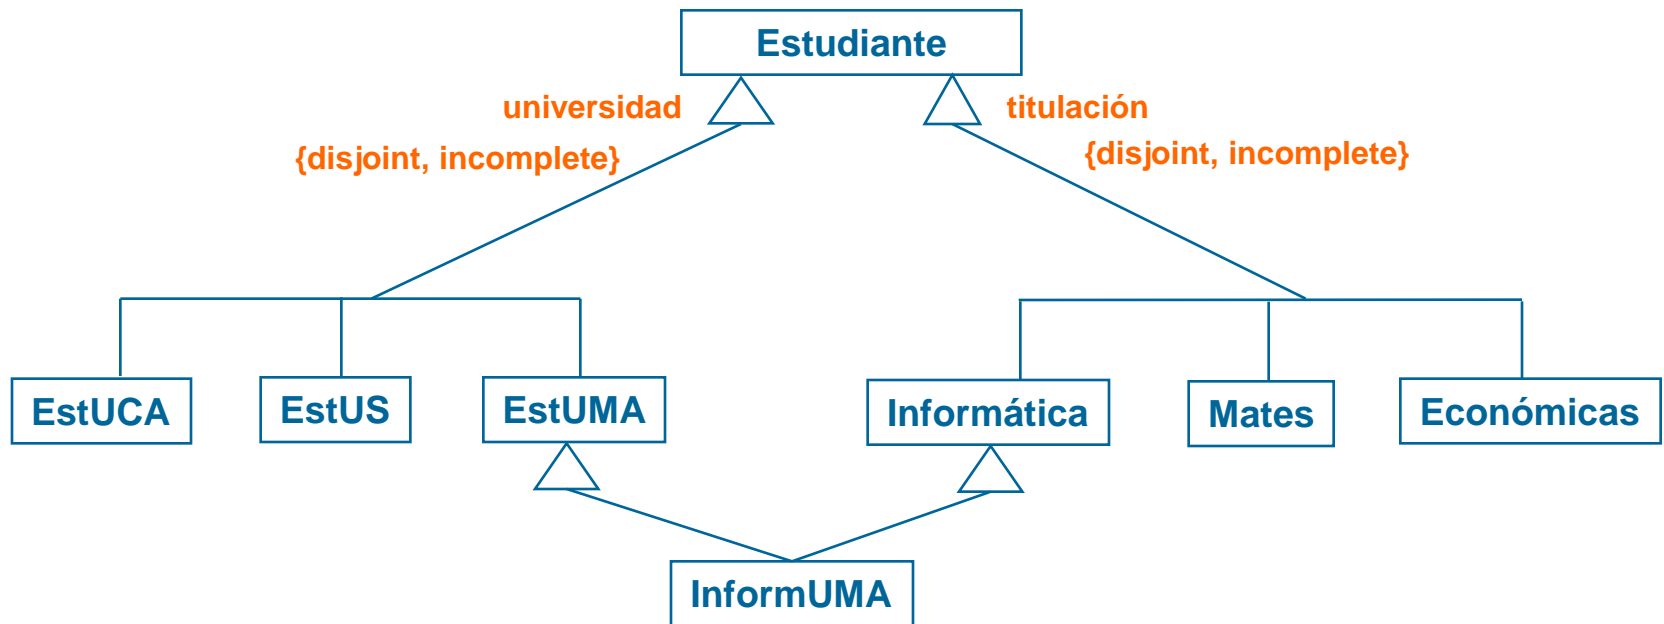 Estudiante
universidad
titulación
{disjoint, incomplete}
{disjoint, incomplete}
EstUCA
EstUS
EstUMA
Informática
Mates
Económicas
InformUMA